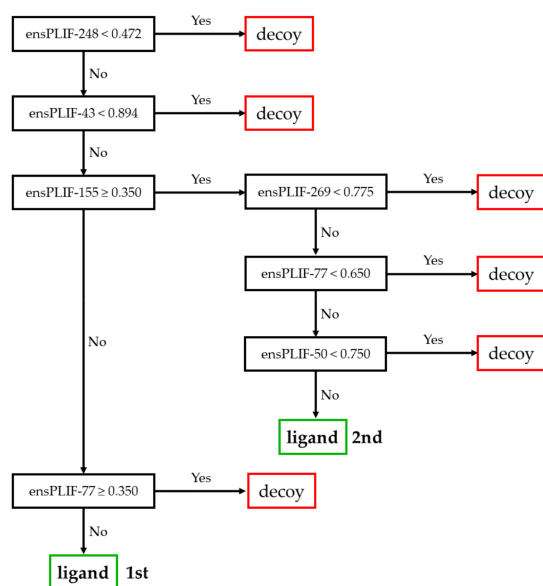 ensPLIF-248 < 0.472
Yes
decoy
No
ensPLIF-43 < 0.894
Yes
decoy
No
ensPLIF-155 ≥ 0.350
Yes
ensPLIF-269 < 0.775
Yes
decoy
No
ensPLIF-77 < 0.650
Yes
decoy
No
ensPLIF-50 < 0.750
Yes
decoy
No
ligand 2nd
No
ensPLIF-77 ≥ 0.350
Yes
decoy
No
ligand 1st